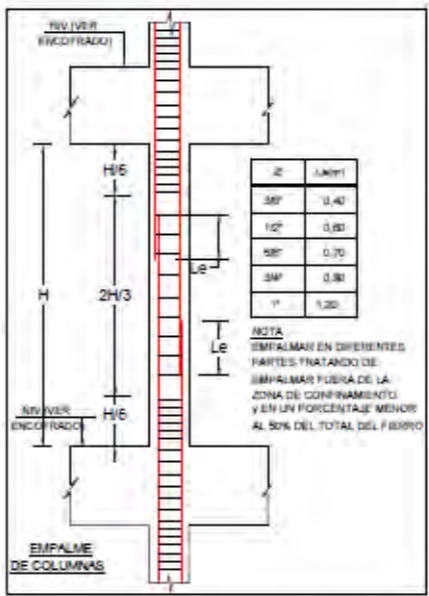 NIV.(VER
ENCOFRADO)
H/6
H
2H/3
Le
Le
NIV.(VER
ENCOFRADO)
H/6
Ø Le(m)
3/8" 0,40
1/2" 0,60
5/8" 0,70
3/4" 0,90
1" 1,20
NOTA
EMPALMAR EN DIFERENTES
PARTES TRATANDO DE
EMPALMAR FUERA DE LA
ZONA DE CONFINAMIENTO
y EN UN PORCENTAJE MENOR
AL 50% DEL TOTAL DEL FIERRO
EMPALME
DE COLUMNAS